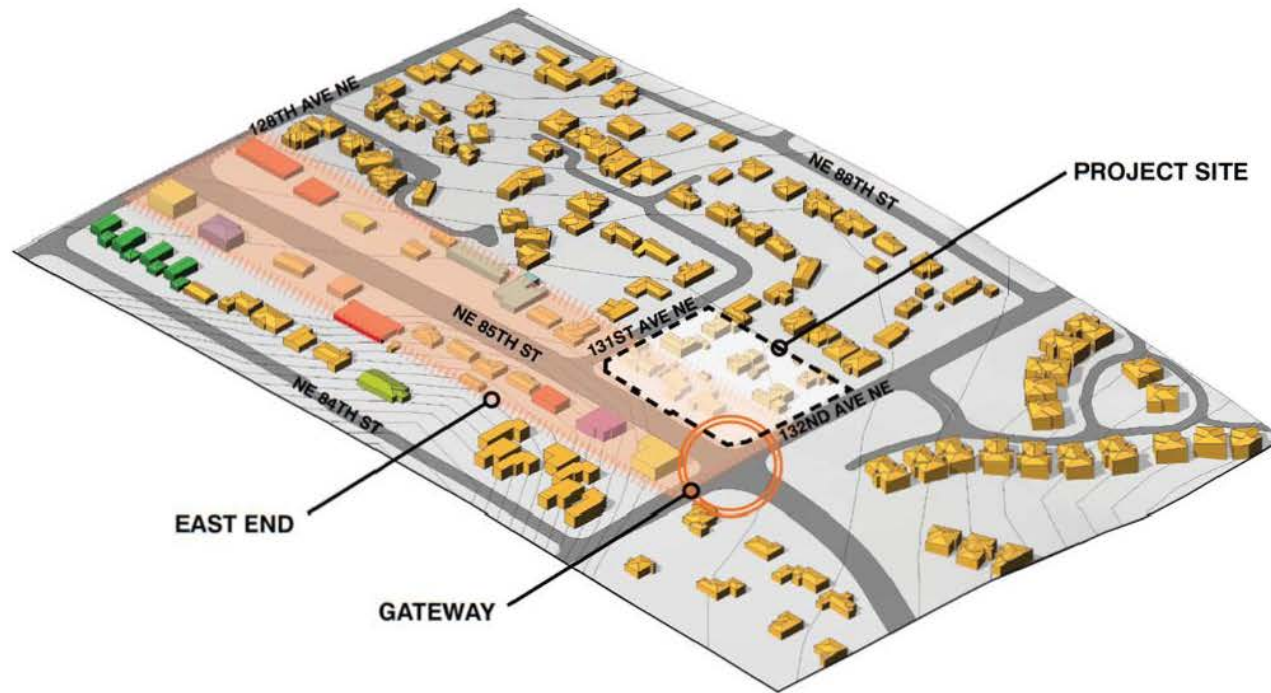 128TH AVE NE
NE 88TH ST
PROJECT SITE
NE 85TH ST
131ST AVE NE
132ND AVE NE
NE 84TH ST
EAST END
GATEWAY